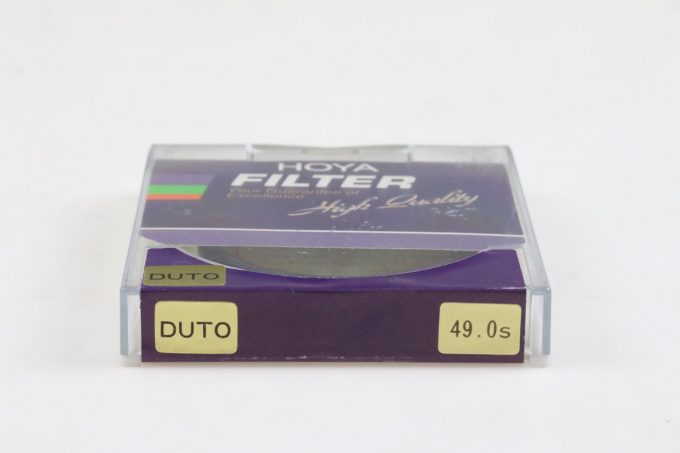 HOYA
FILTER
Your Guarantee of
Excellence
High Quality
DUTO
DUTO
49.0s